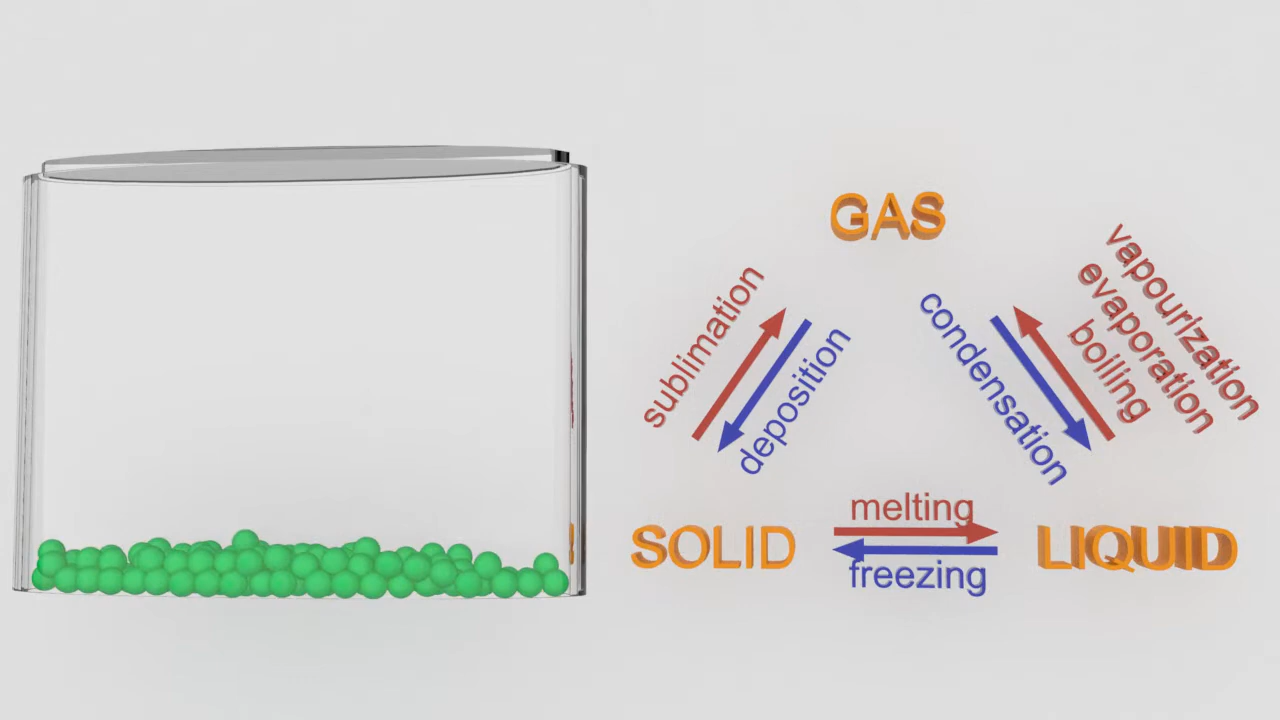 GAS
sublimation
deposition
condensation
vapourization
evaporation
boiling
SOLID
melting
freezing
LIQUID